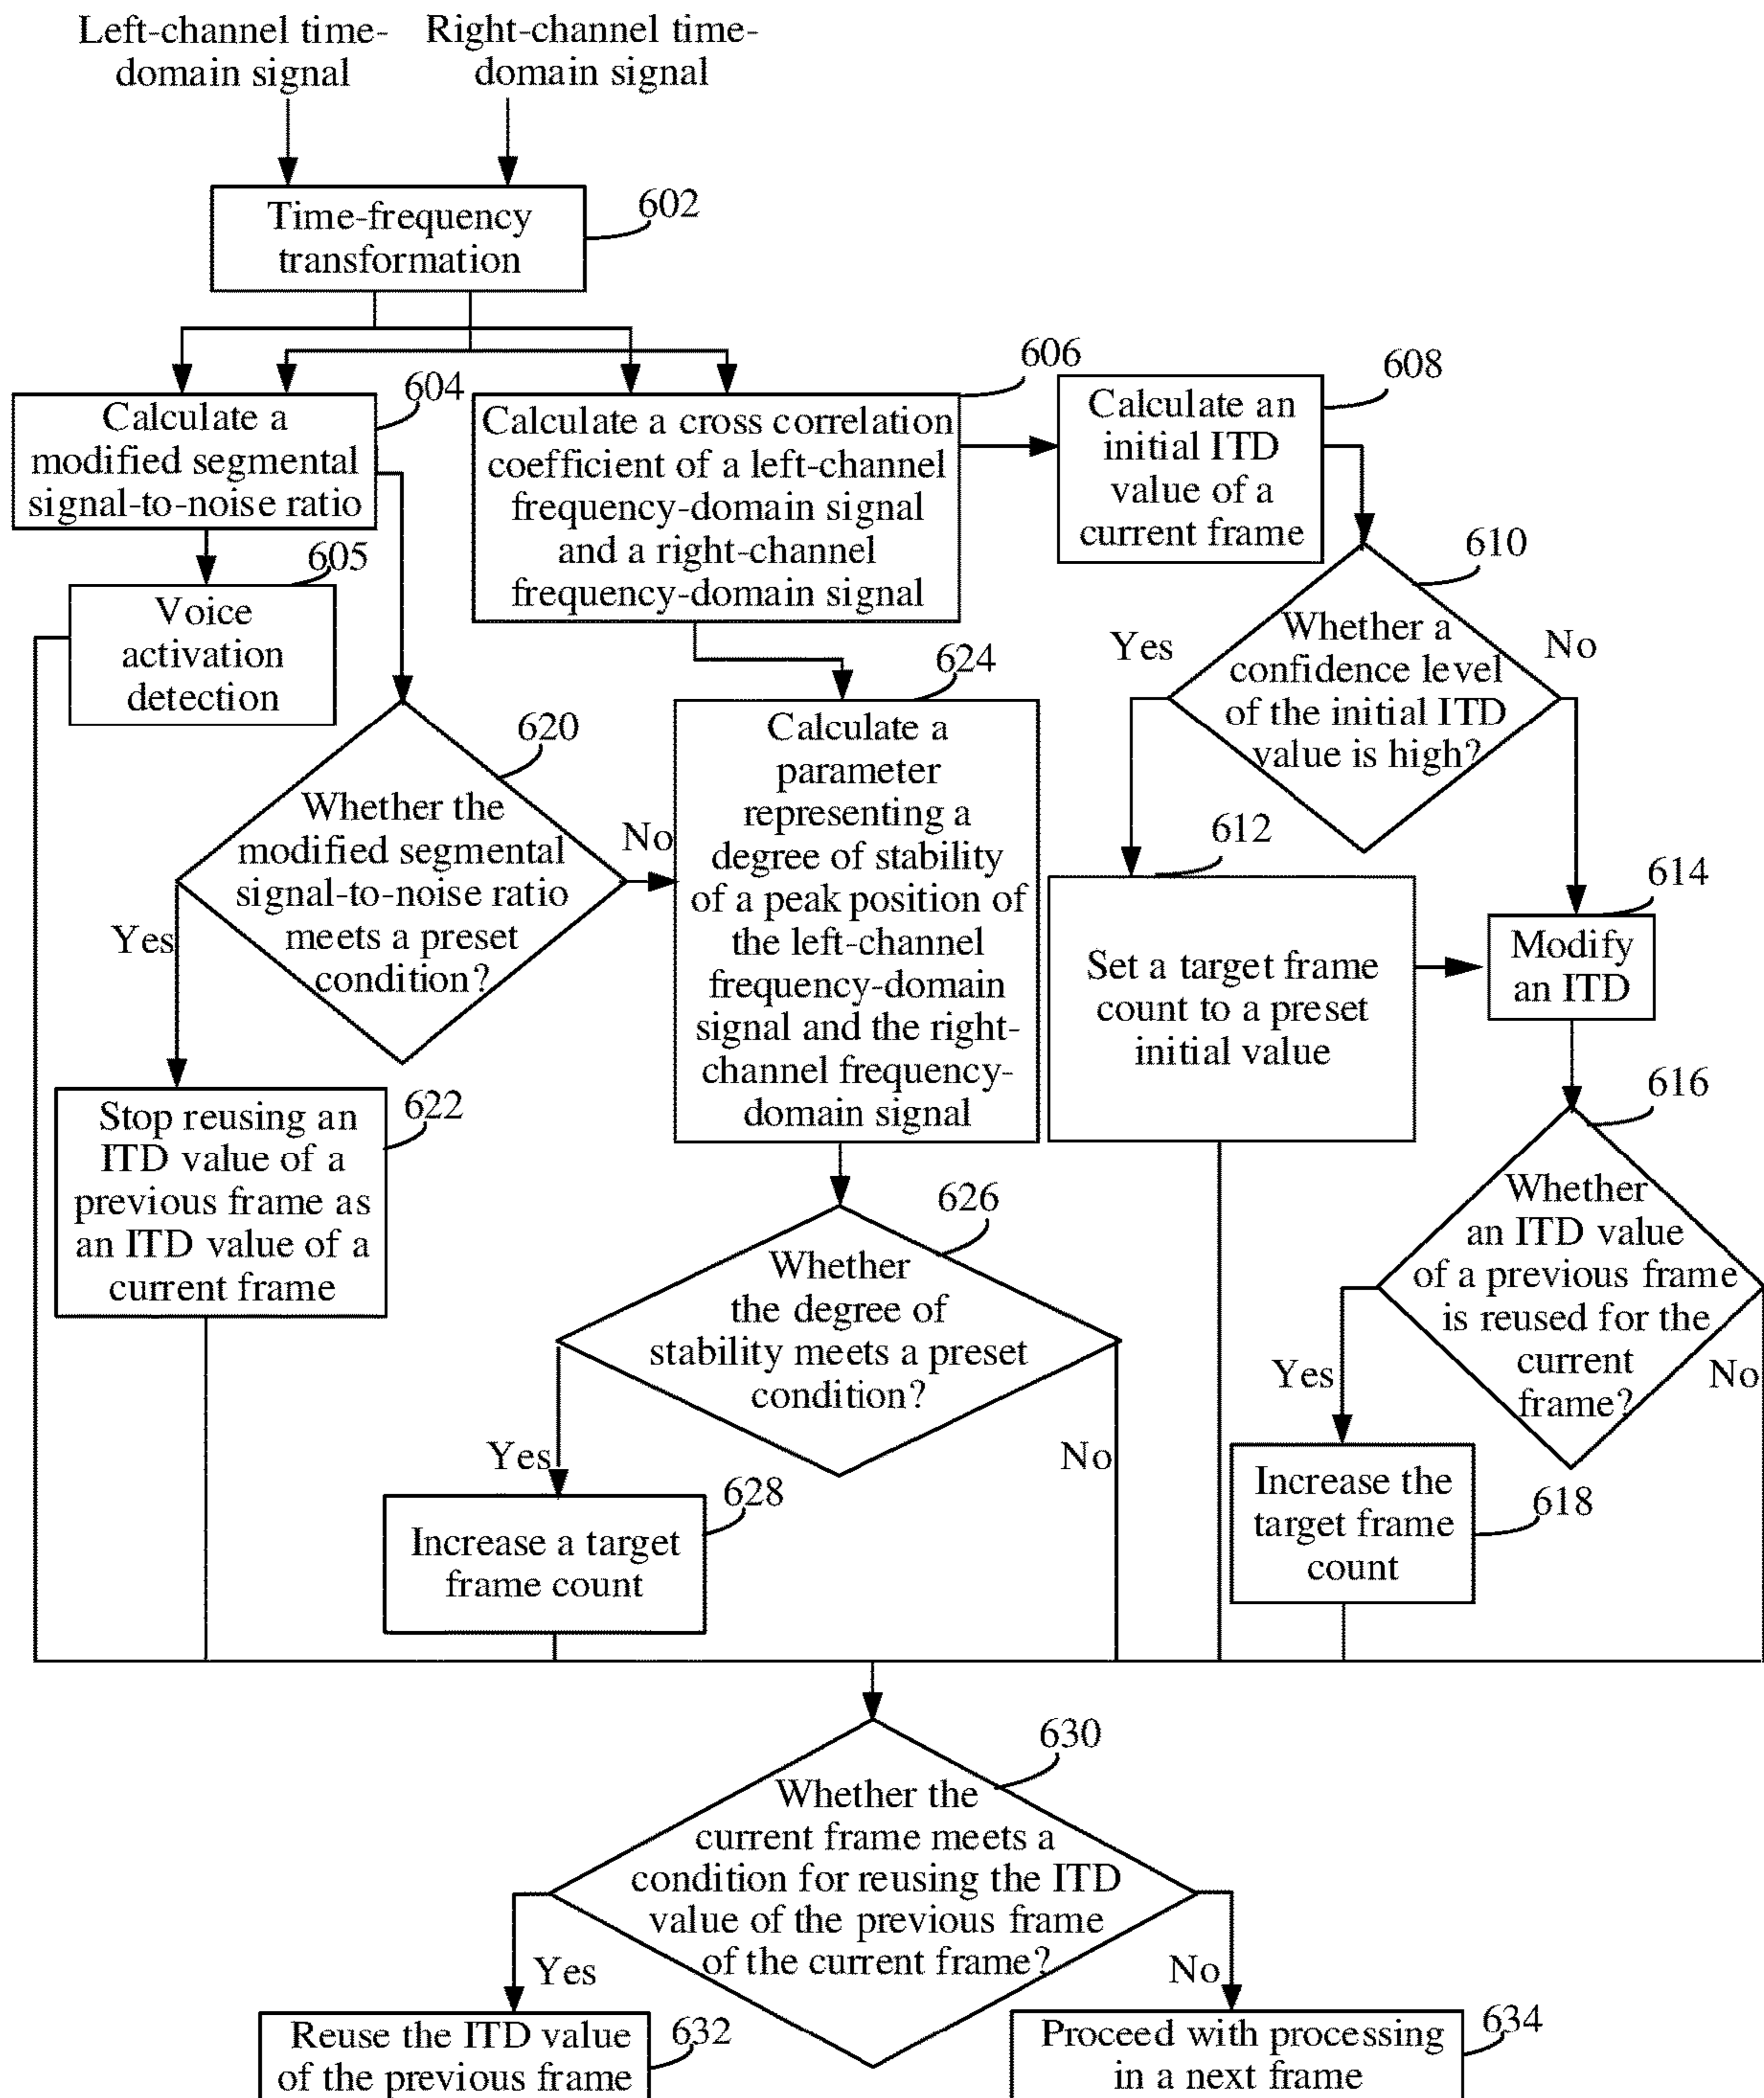 Left-channel time-
domain signal
Right-channel time-
domain signal
Time-frequency
transformation
602
604
Calculate a
modified segmental
signal-to-noise ratio
606
Calculate a cross correlation
coefficient of a left-channel
frequency-domain signal
and a right-channel
frequency-domain signal
608
Calculate an
initial ITD
value of a
current frame
605
Voice
activation
detection
610
Whether a
confidence level
of the initial ITD
value is high?
Yes
No
620
Whether the
modified segmental
signal-to-noise ratio
meets a preset
condition?
Yes
No
624
Calculate a
parameter
representing a
degree of stability
of a peak position of
the left-channel
frequency-domain
signal and the right-
channel frequency-
domain signal
612
Set a target frame
count to a preset
initial value
614
Modify
an ITD
622
Stop reusing an
ITD value of a
previous frame as
an ITD value of a
current frame
616
Whether
an ITD value
of a previous frame
is reused for the
current
frame?
Yes
No
626
Whether
the degree of
stability meets a preset
condition?
Yes
No
628
Increase a target
frame count
618
Increase the
target frame
count
630
Whether the
current frame meets a
condition for reusing the ITD
value of the previous frame
of the current frame?
Yes
No
632
Reuse the ITD value
of the previous frame
634
Proceed with processing
in a next frame